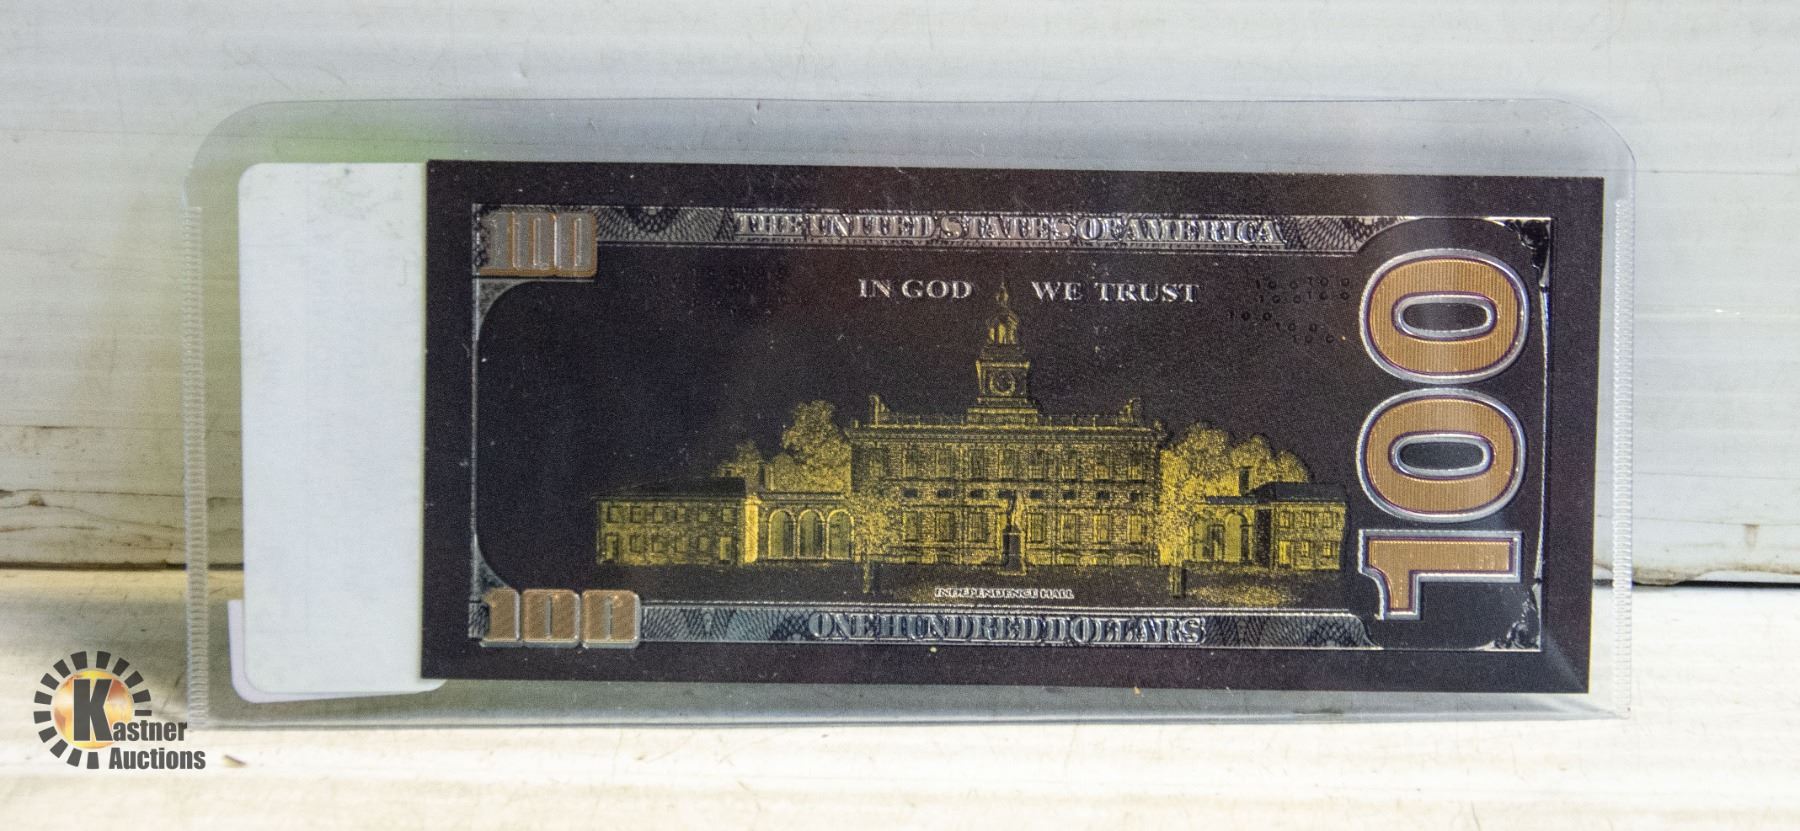 100
THE UNITED STATES OF AMERICA
IN GOD WE TRUST
100
INDEPENDENCE HALL
100
ONE HUNDRED DOLLARS
Kastner
Auctions